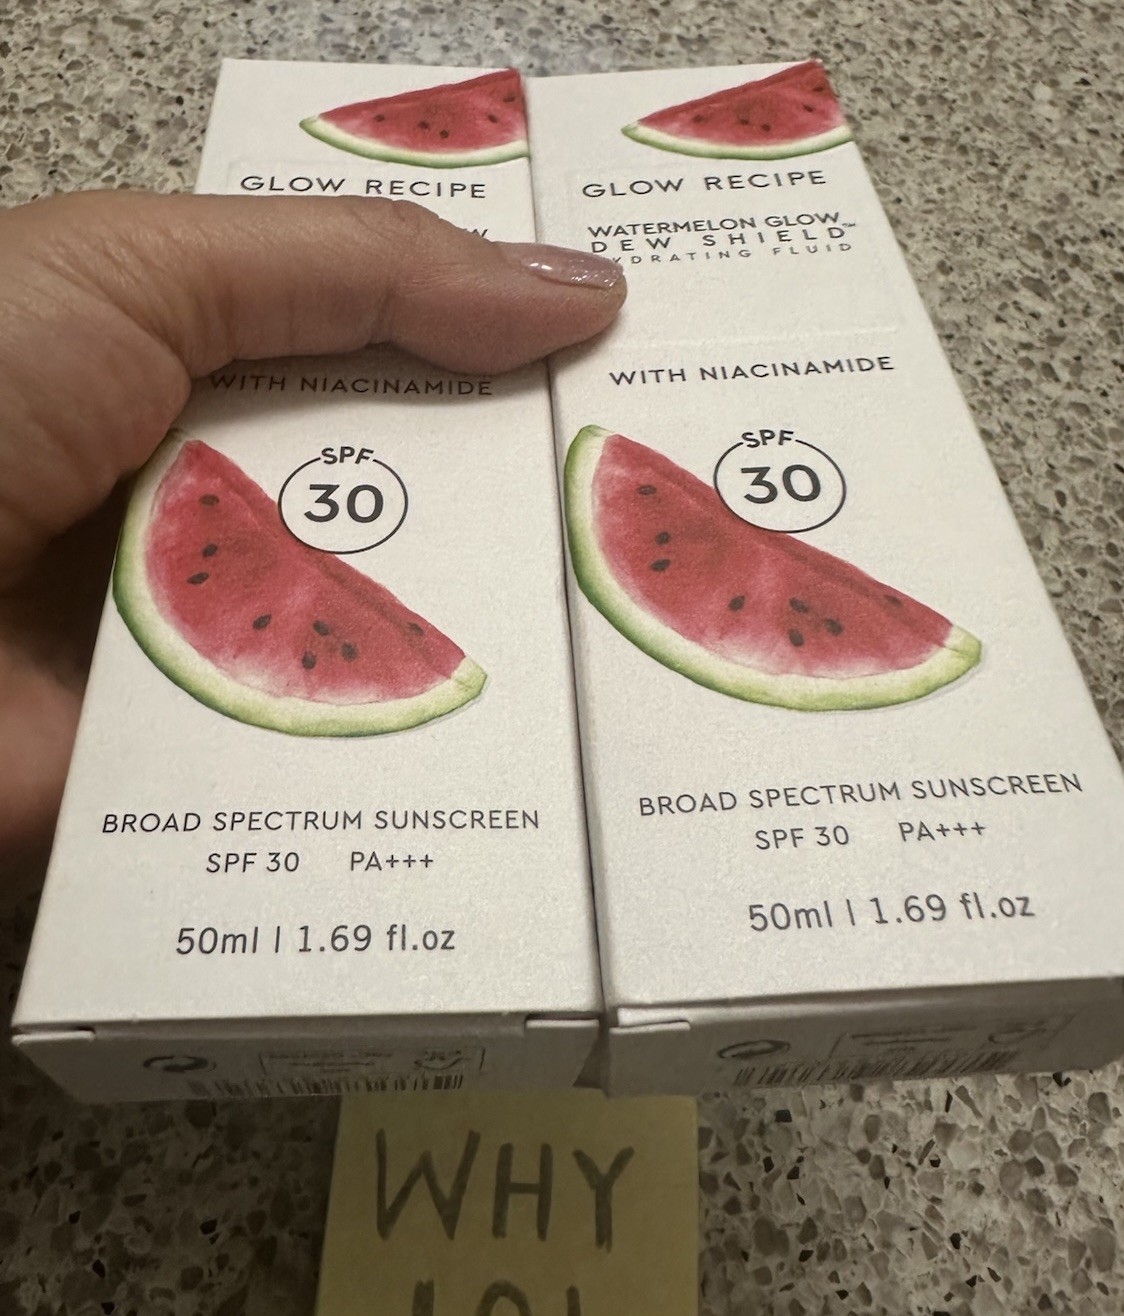 GLOW RECIPE
WITH NIACINAMIDE
SPF
30
BROAD SPECTRUM SUNSCREEN
SPF 30 PA+++
50ml | 1.69 fl.oz
GLOW RECIPE
WATERMELON GLOW™
DEW SHIELD
FLUID
WITH NIACINAMIDE
SPF
30
BROAD SPECTRUM SUNSCREEN
SPF 30 PA+++
50ml | 1.69 fl.oz
WHY